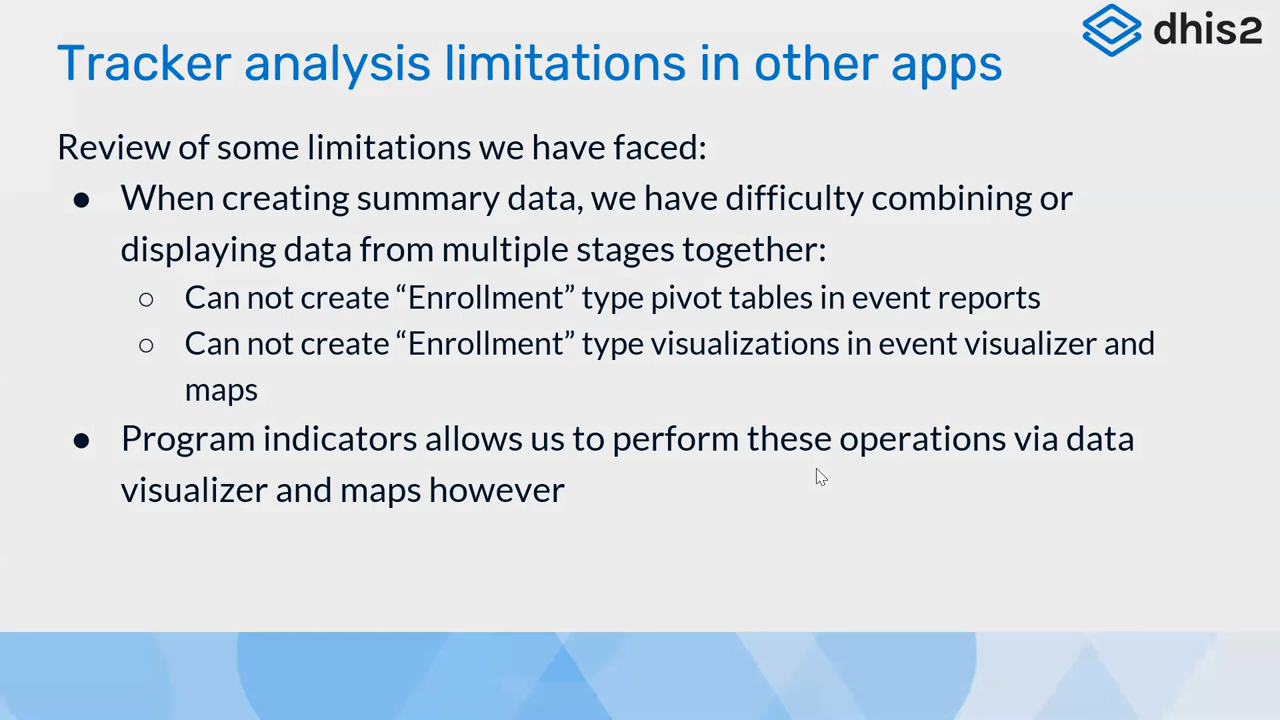 dhis2
Tracker analysis limitations in other apps
Review of some limitations we have faced:
● When creating summary data, we have difficulty combining or
displaying data from multiple stages together:
○ Can not create “Enrollment” type pivot tables in event reports
○ Can not create “Enrollment” type visualizations in event visualizer and
maps
● Program indicators allows us to perform these operations via data
visualizer and maps however